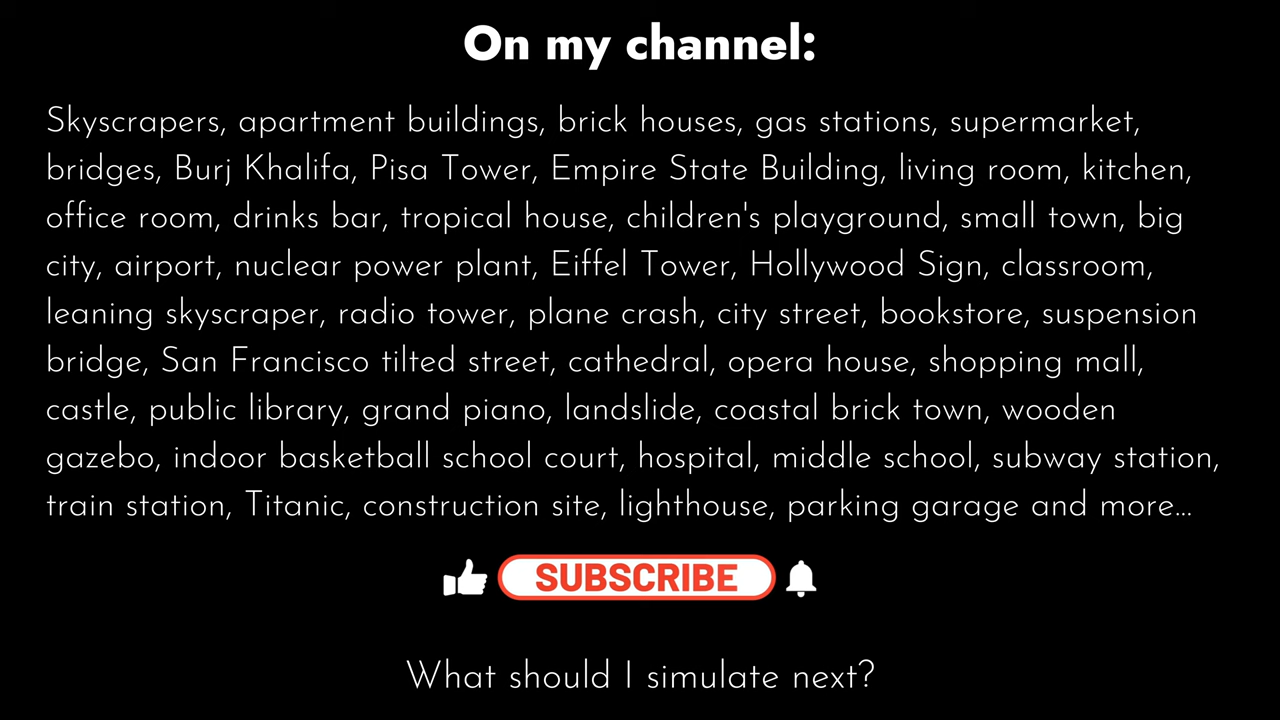 On my channel:
Skyscrapers, apartment buildings, brick houses, gas stations, supermarket,
bridges, Burj Khalifa, Pisa Tower, Empire State Building, living room, kitchen,
office room, drinks bar, tropical house, children's playground, small town, big
city, airport, nuclear power plant, Eiffel Tower, Hollywood Sign, classroom,
leaning skyscraper, radio tower, plane crash, city street, bookstore, suspension
bridge, San Francisco tilted street, cathedral, opera house, shopping mall,
castle, public library, grand piano, landslide, coastal brick town, wooden
gazebo, indoor basketball school court, hospital, middle school, subway station,
train station, Titanic, construction site, lighthouse, parking garage and more...
SUBSCRIBE
What should I simulate next?